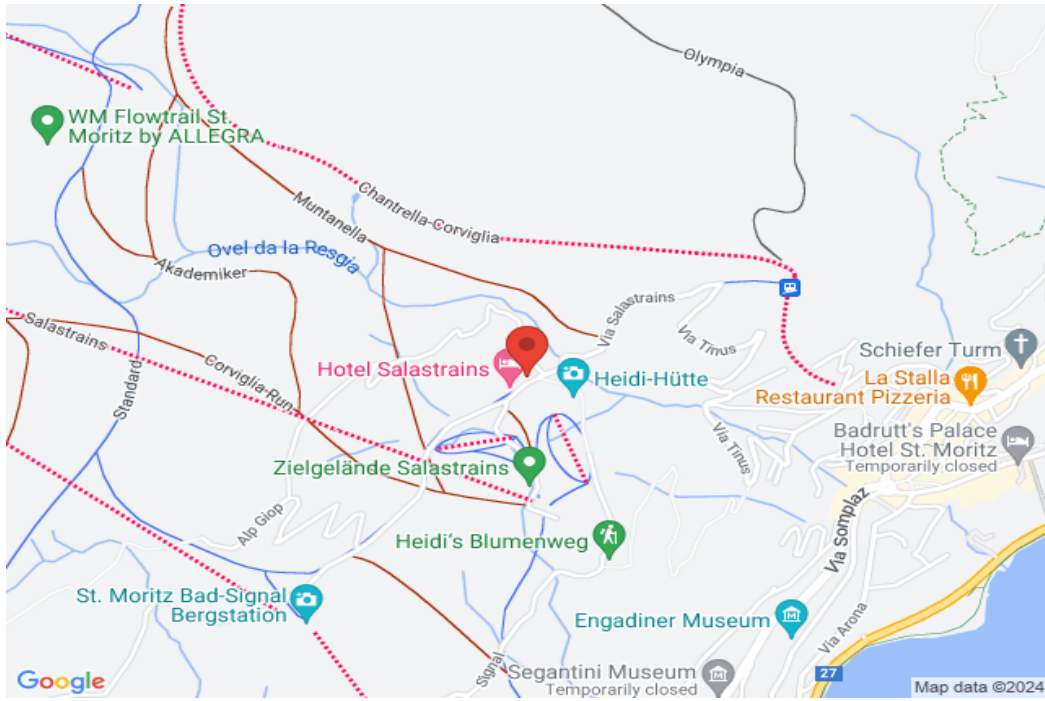 Olympia
WM Flowtrail St.
Moritz by ALLEGRA
Chantrella-Corviglia
Muntanella
Ovel da la Resgia
Akademiker
Salastrains
Corviglia-Run
Standard
Via Salastrains
Via Tinus
Hotel Salastrains
Heidi-Hütte
Schiefer Turm
La Stalla
Restaurant Pizzeria
Badrutt's Palace
Hotel St. Moritz
Temporarily closed
Via Tinus
Zielgelände Salastrains
Alp Giop
Heidi's Blumenweg
Via somplaz
St. Moritz Bad-Signal
Bergstation
Engadiner Museum
Via Arona
Signal
Segantini Museum
Temporarily closed
27
Google
Map data ©2024